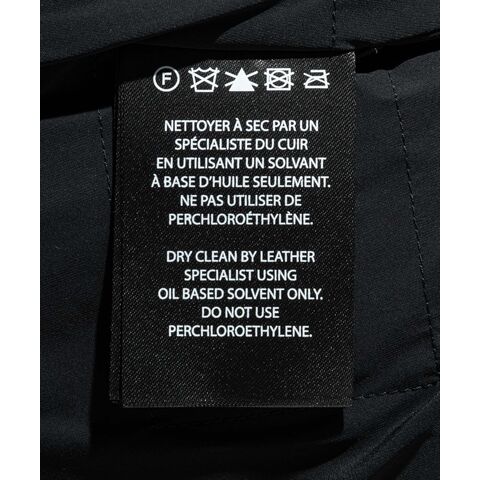 F
NETTOYER À SEC PAR UN
SPÉCIALISTE DU CUIR
EN UTILISANT UN SOLVANT
À BASE D'HUILE SEULEMENT.
NE PAS UTILISER DE
PERCHLOROÉTHYLÈNE.
DRY CLEAN BY LEATHER
SPECIALIST USING
OIL BASED SOLVENT ONLY.
DO NOT USE
PERCHLOROETHYLENE.